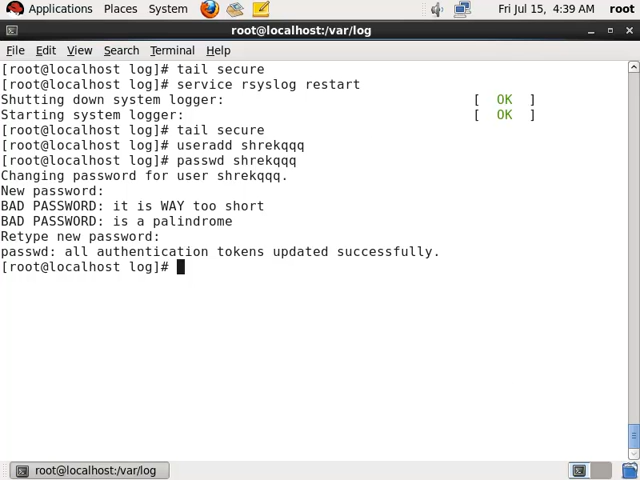 Applications Places System Fri Jul 15, 4:39 AM root
root@localhost:/var/log
File Edit View Search Terminal Help
[root@localhost log]# tail secure
[root@localhost log]# service rsyslog restart
Shutting down system logger: [ OK ]
Starting system logger: [ OK ]
[root@localhost log]# tail secure
[root@localhost log]# useradd shrekqqq
[root@localhost log]# passwd shrekqqq
Changing password for user shrekqqq.
New password:
BAD PASSWORD: it is WAY too short
BAD PASSWORD: is a palindrome
Retype new password:
passwd: all authentication tokens updated successfully.
[root@localhost log]#
root@localhost:/var/log